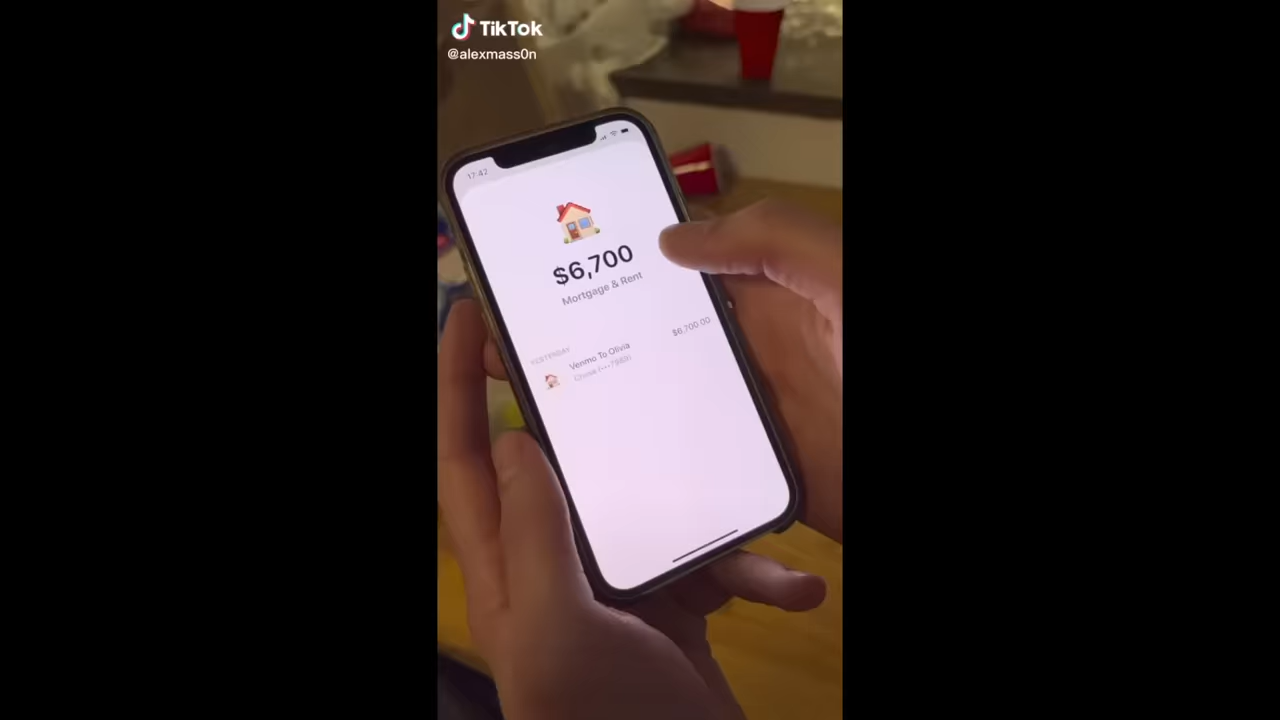 TikTok
@alexmass0n
17:42
$6,700
Mortgage & Rent
$6,700.00
YESTERDAY
Venmo To Olivia